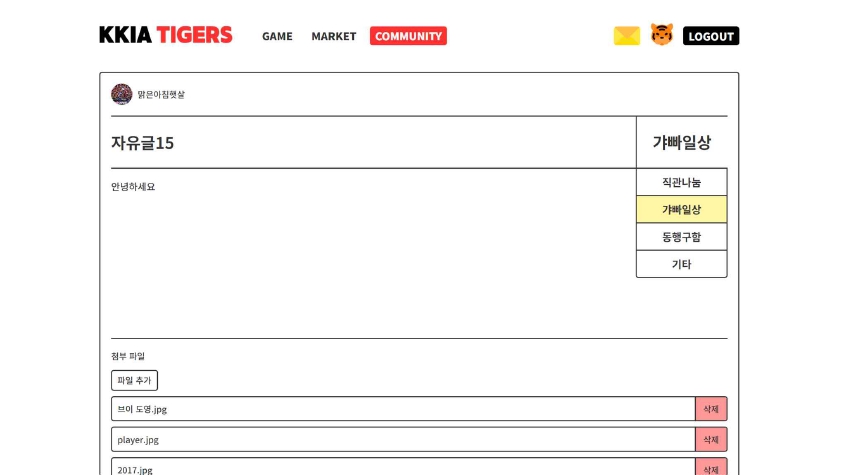 KKIA TIGERS GAME MARKET COMMUNITY LOGOUT
맑은아침햇살
자유글15 갸빠일상
안녕하세요
직관나눔
갸빠일상
동행구함
기타
첨부 파일
파일 추가
브이 도영.jpg 삭제
player.jpg 삭제
2017.jpg 삭제